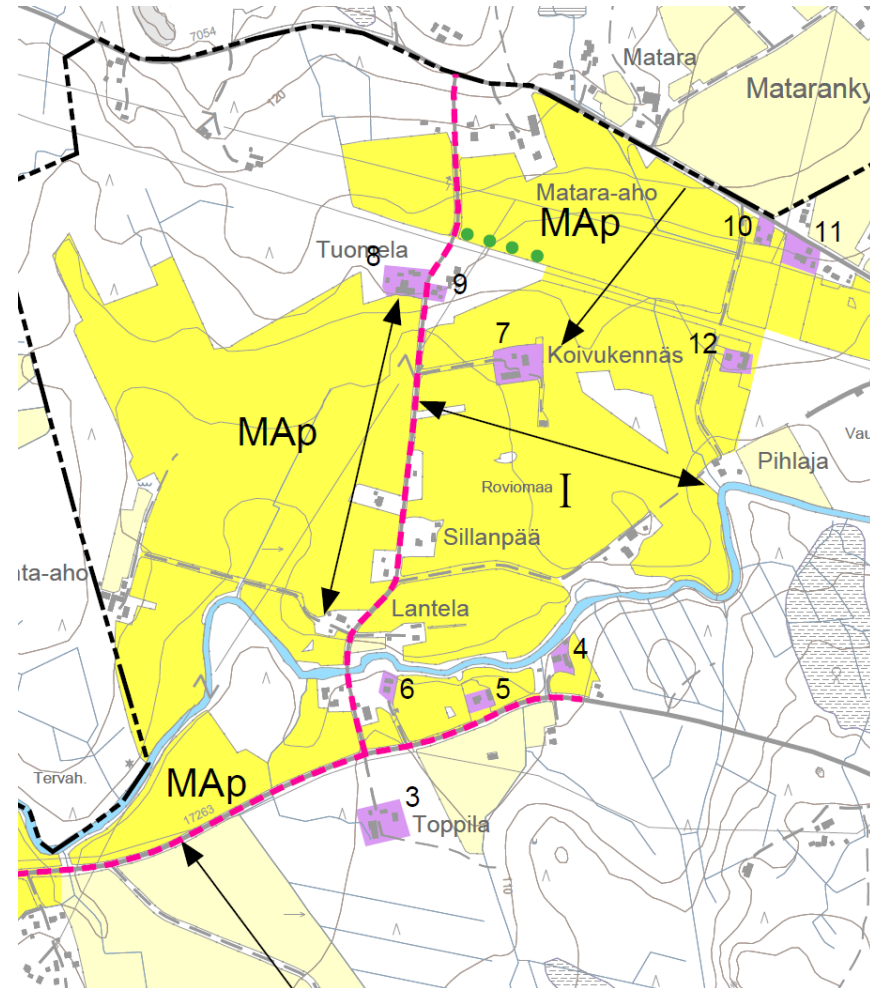 7054
Matara
Mataranky
120
Matara-aho
MAp
10
11
Tuomela
8
9
7
Koivukennäs
12
MAp
Pihlaja
Vau
Roviomaa
I
Sillanpää
nta-aho
Lantela
4
6
5
Tervah.
MAp
17263
3
Toppila
110